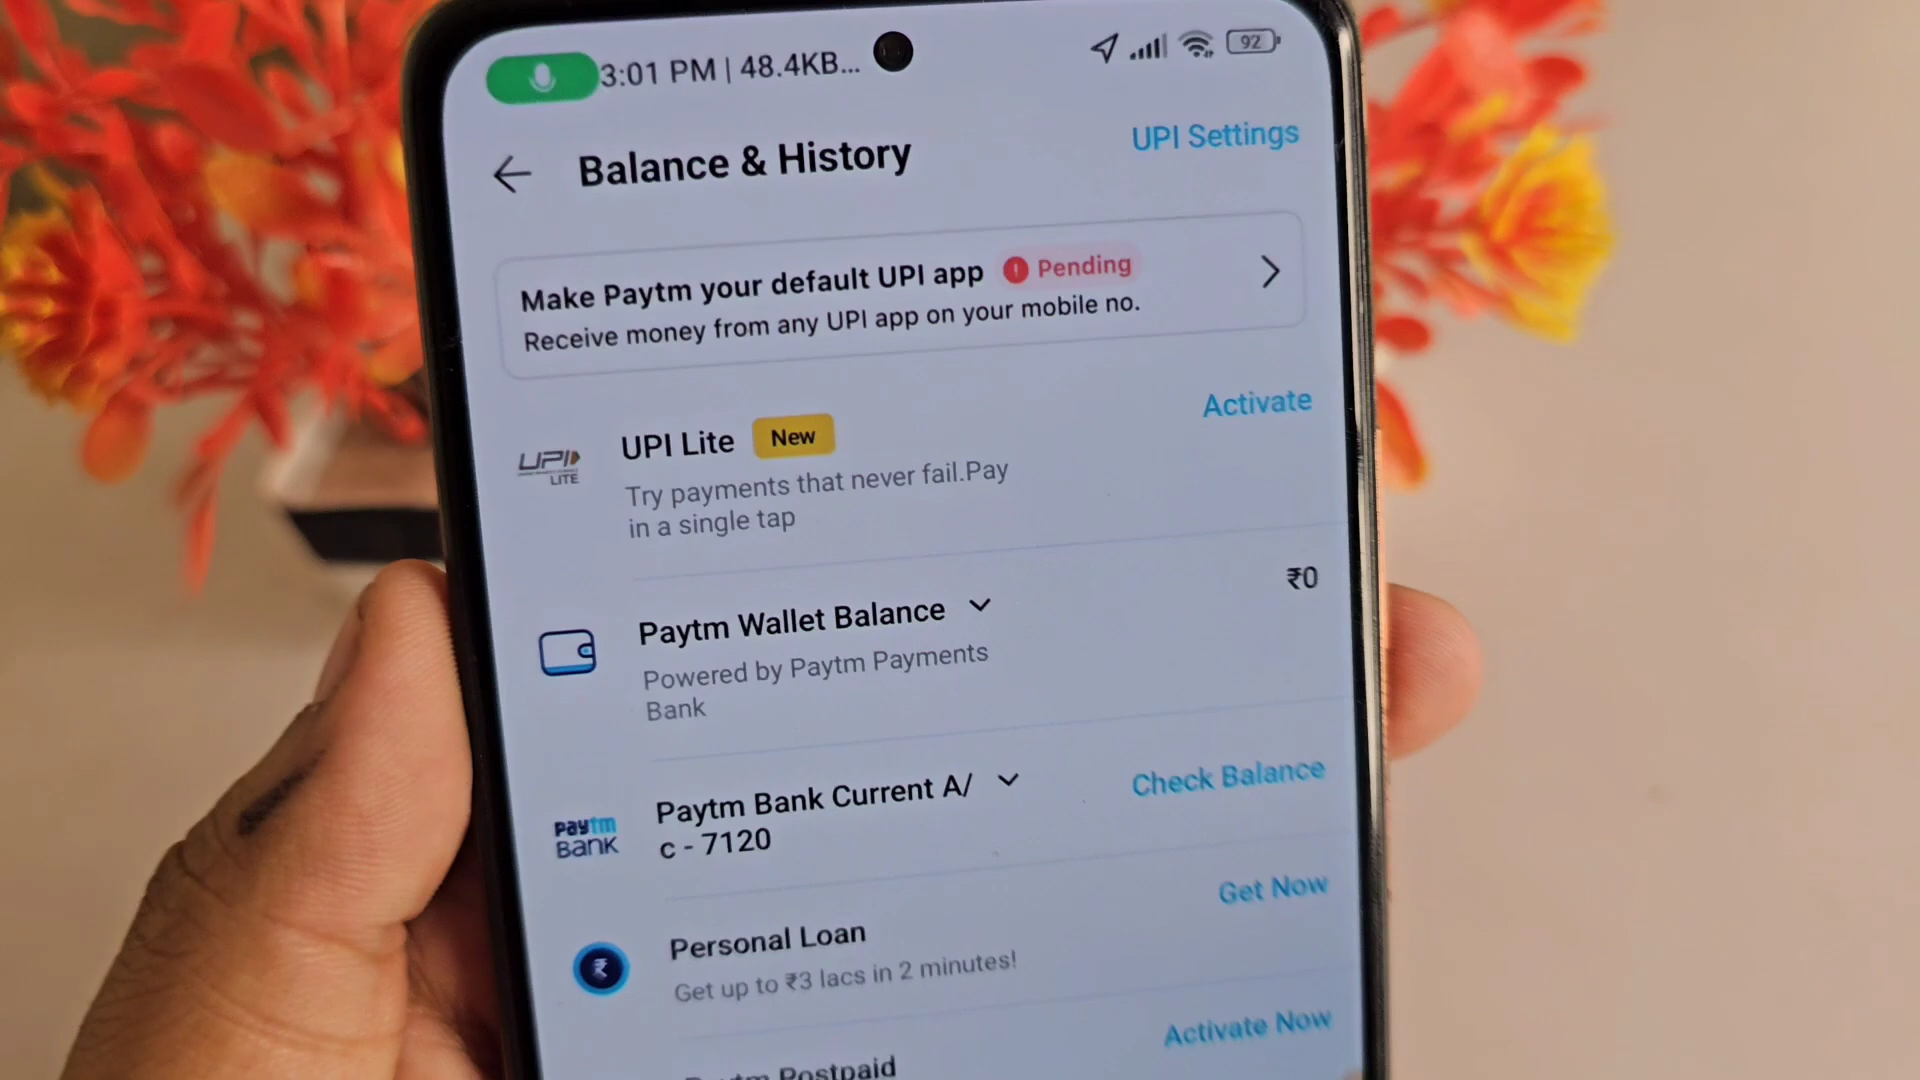 3:01 PM | 48.4KB...
92
Balance & History
UPI Settings
Make Paytm your default UPI app
Pending
Receive money from any UPI app on your mobile no.
UPI
LITE
UPI Lite
New
Activate
Try payments that never fail.Pay
in a single tap
Paytm Wallet Balance
₹0
Powered by Paytm Payments
Bank
paytm
BANK
Paytm Bank Current A/
c - 7120
Check Balance
Personal Loan
Get Now
Get up to ₹3 lacs in 2 minutes!
Postpaid
Activate Now